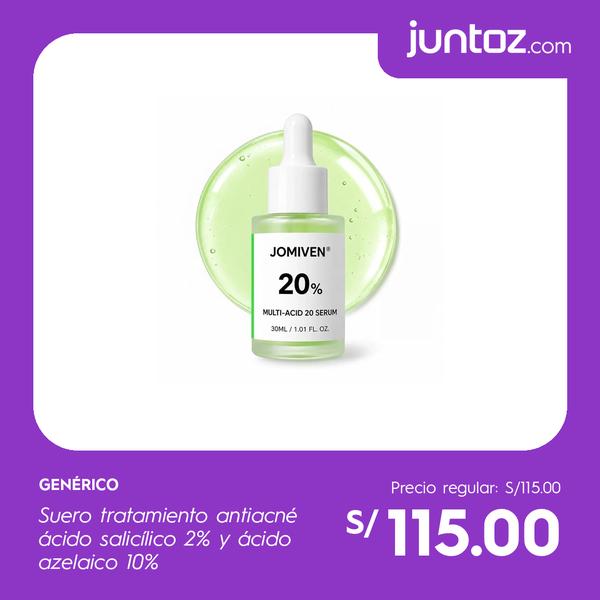 juntoz.com
JOMIVEN®
20%
MULTI-ACID 20 SERUM
30ML / 1.01 FL. OZ.
GENÉRICO
Suero tratamiento antiacné
ácido salicílico 2% y ácido
azelaico 10%
Precio regular: S/115.00
S/115.00